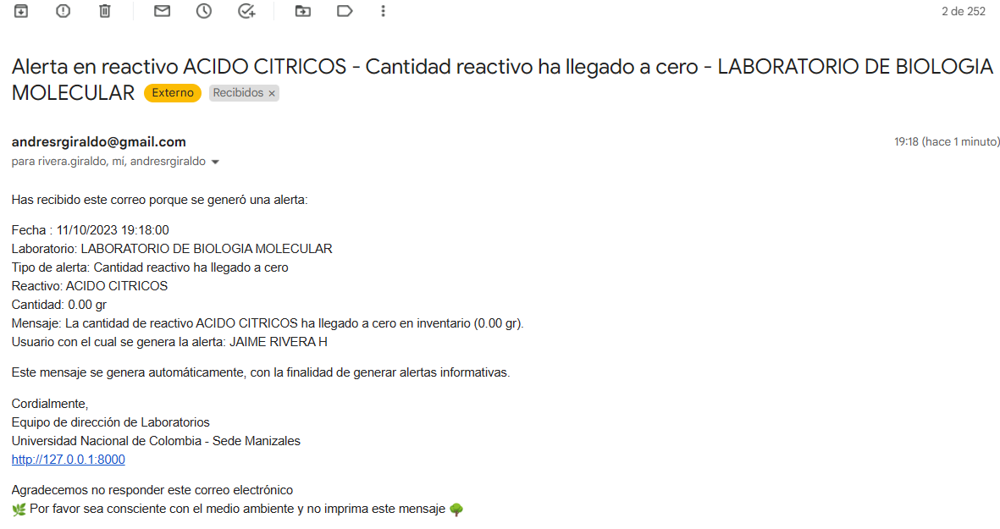 2 de 252
Alerta en reactivo ACIDO CITRICOS - Cantidad reactivo ha llegado a cero - LABORATORIO DE BIOLOGIA
MOLECULAR Externo Recibidos ×
andresrgiraldo@gmail.com 19:18 (hace 1 minuto)
para rivera.giraldo, mí, andresrgiraldo
Has recibido este correo porque se generó una alerta:
Fecha : 11/10/2023 19:18:00
Laboratorio: LABORATORIO DE BIOLOGIA MOLECULAR
Tipo de alerta: Cantidad reactivo ha llegado a cero
Reactivo: ACIDO CITRICOS
Cantidad: 0.00 gr
Mensaje: La cantidad de reactivo ACIDO CITRICOS ha llegado a cero en inventario (0.00 gr).
Usuario con el cual se genera la alerta: JAIME RIVERA H
Este mensaje se genera automáticamente, con la finalidad de generar alertas informativas.
Cordialmente,
Equipo de dirección de Laboratorios
Universidad Nacional de Colombia - Sede Manizales
http://127.0.0.1:8000
Agradecemos no responder este correo electrónico
🌿 Por favor sea consciente con el medio ambiente y no imprima este mensaje 🌳